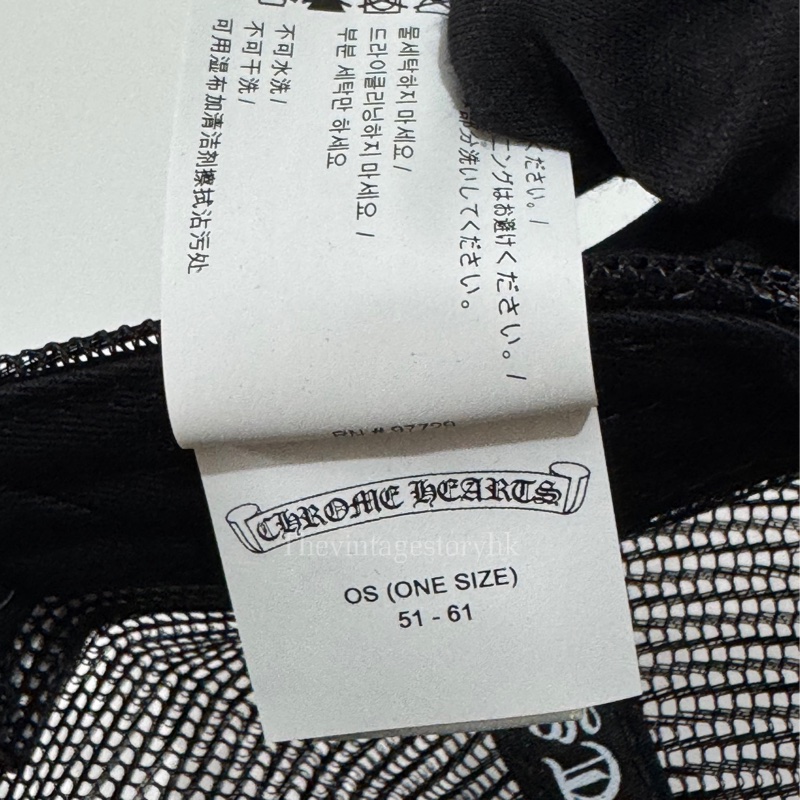 不可水洗 /
不可干洗 /
可用湿布加清洁剂擦拭沾污处
물세탁하지 마세요 /
드라이클리닝하지 마세요 /
부분 세탁만 하세요
ください。/
ニングはお避けください。/
部分洗いしてください。
RN # 97729
CHROME HEARTS
Thevintagestoryhk
OS (ONE SIZE)
51 - 61